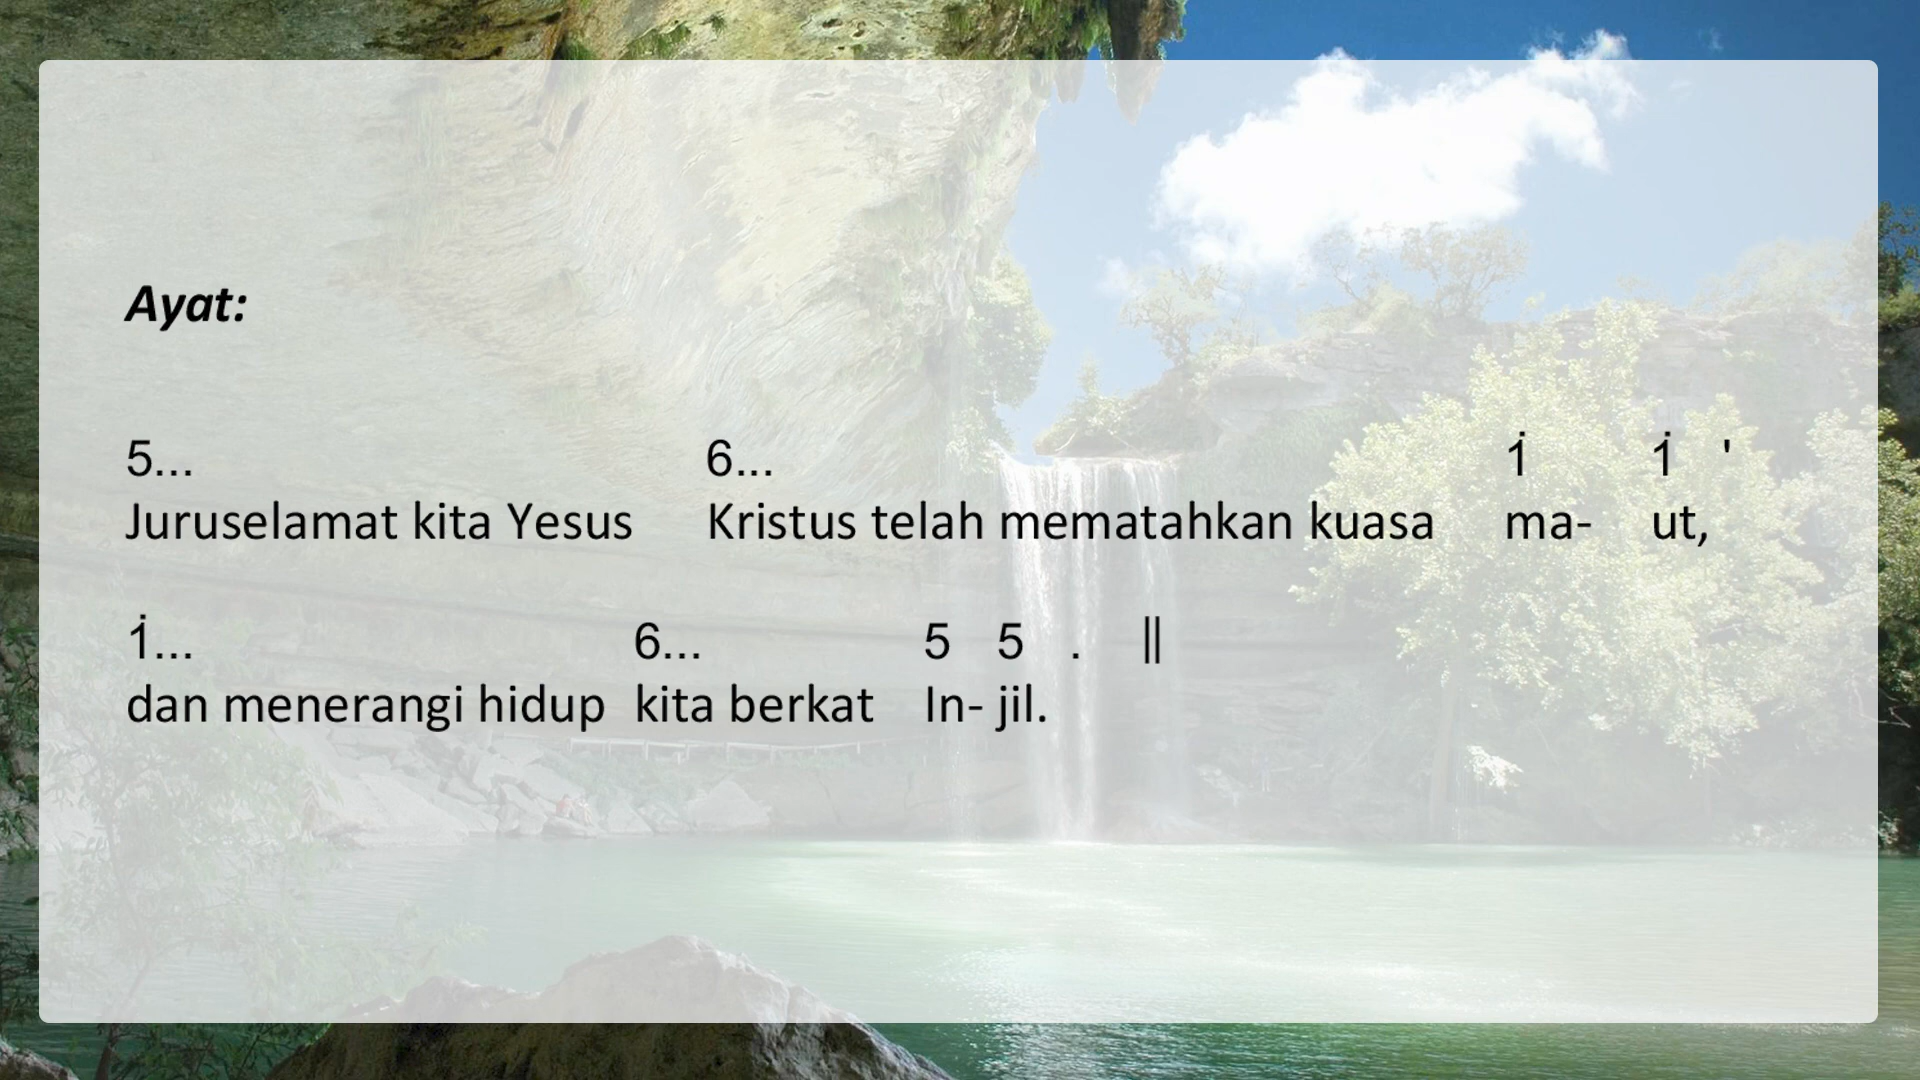 Ayat:
5... 6... 1̇ 1̇ '
Juruselamat kita Yesus Kristus telah mematahkan kuasa ma- ut,
1̇... 6... 5 5 . ||
dan menerangi hidup kita berkat In- jil.